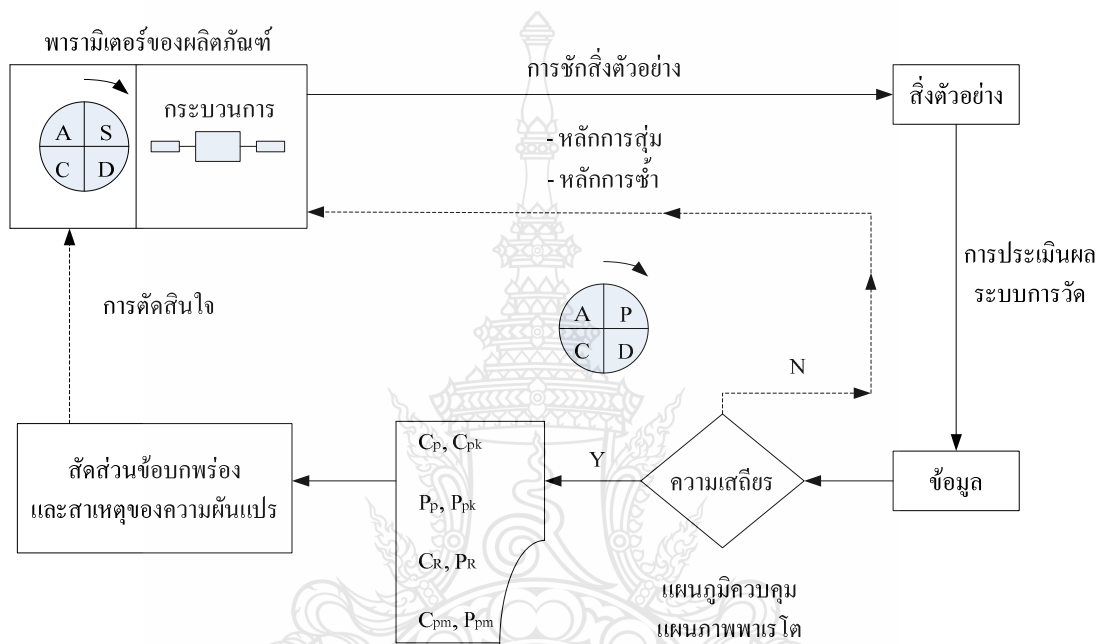 พารามิเตอร์ของผลิตภัณฑ์
A S
C D
กระบวนการ
การชักสิ่งตัวอย่าง
- หลักการสุ่ม
- หลักการซ้ำ
สิ่งตัวอย่าง
การประเมินผล
ระบบการวัด
การตัดสินใจ
A P
C D
N
สัดส่วนข้อบกพร่อง
และสาเหตุของความผันแปร
Cp, Cpk
Pp, Ppk
CR, PR
Cpm, Ppm
Y
ความเสถียร
ข้อมูล
แผนภูมิควบคุม
แผนภาพพาเรโต